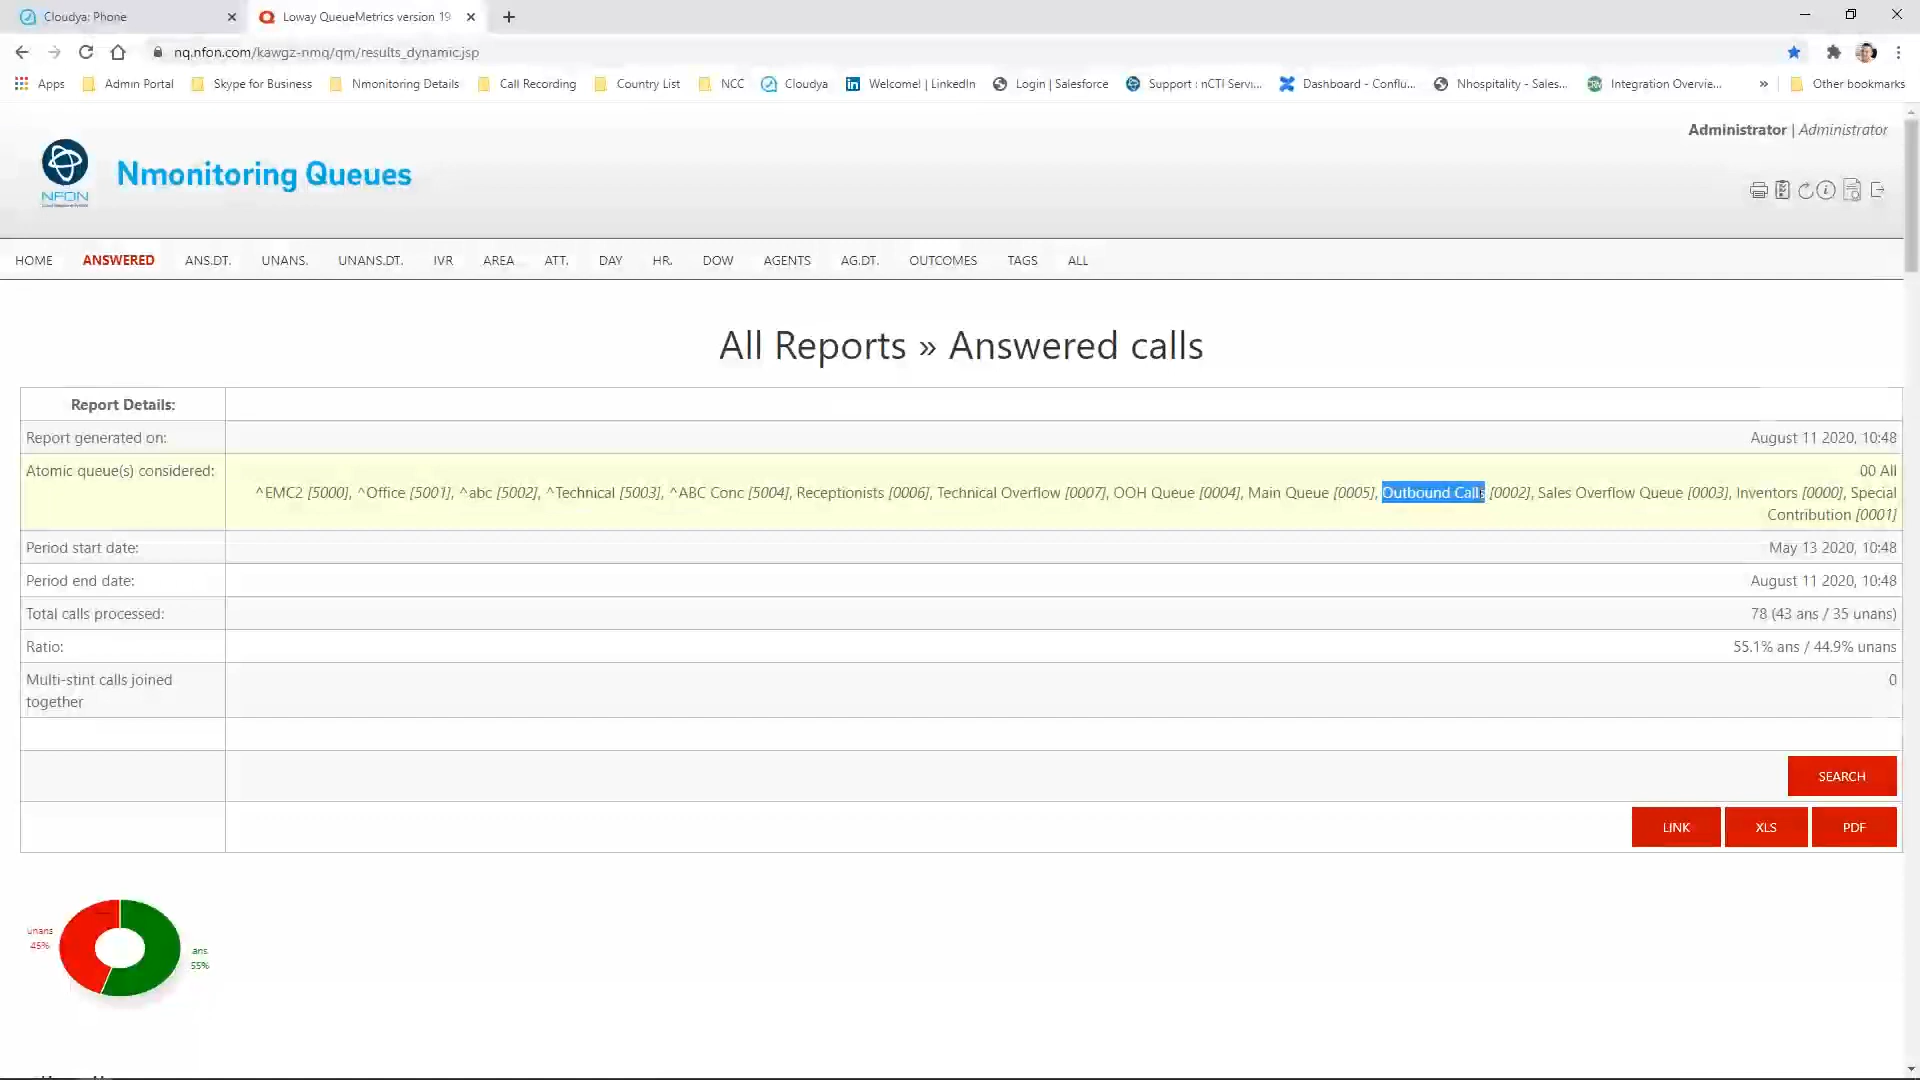 Cloudya: Phone
Loway QueueMetrics version 19
nq.nfon.com/kawgz-nmq/qm/results_dynamic.jsp
Apps
Admin Portal
Skype for Business
Nmonitoring Details
Call Recording
Country List
NCC
Cloudya
Welcome! | LinkedIn
Login | Salesforce
Support : nCTI Servi...
Dashboard - Conflu...
Nhospitality - Sales...
Integration Overvie...
»
Other bookmarks
Administrator | Administrator
NFON
Nmonitoring Queues
HOME ANSWERED ANS.DT. UNANS. UNANS.DT. IVR AREA ATT. DAY HR. DOW AGENTS AG.DT. OUTCOMES TAGS ALL
All Reports » Answered calls
Report Details:
Report generated on: August 11 2020, 10:48
Atomic queue(s) considered: 00 All
^EMC2 [5000], ^Office [5001], ^abc [5002], ^Technical [5003], ^ABC Conc [5004], Receptionists [0006], Technical Overflow [0007], OOH Queue [0004], Main Queue [0005], Outbound Calls [0002], Sales Overflow Queue [0003], Inventors [0000], Special
Contribution [0001]
Period start date: May 13 2020, 10:48
Period end date: August 11 2020, 10:48
Total calls processed: 78 (43 ans / 35 unans)
Ratio: 55.1% ans / 44.9% unans
Multi-stint calls joined 0
together
SEARCH
LINK XLS PDF
unans
45%
ans
55%